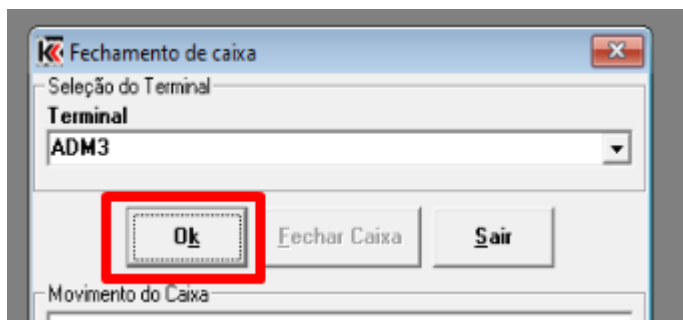 Fechamento de caixa
Seleção do Terminal
Terminal
ADM3
Ok Fechar Caixa Sair
Movimento do Caixa